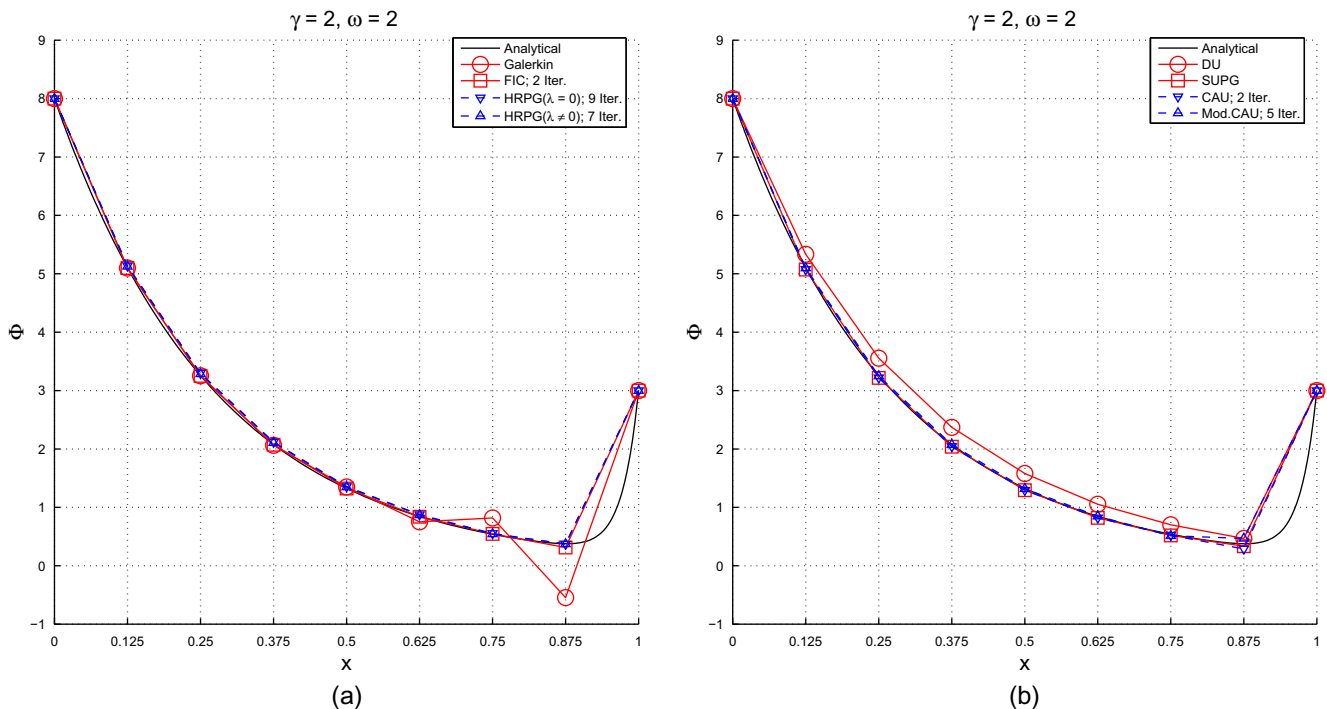 γ = 2, ω = 2
9
8
7
6
5
4
3
2
1
0
−1
Φ
0
0.125
0.25
0.375
0.5
0.625
0.75
0.875
1
x
Analytical
Galerkin
FIC; 2 Iter.
HRPG(λ = 0); 9 Iter.
HRPG(λ ≠ 0); 7 Iter.
(a)
γ = 2, ω = 2
9
8
7
6
5
4
3
2
1
0
−1
Φ
0
0.125
0.25
0.375
0.5
0.625
0.75
0.875
1
x
Analytical
DU
SUPG
CAU; 2 Iter.
Mod.CAU; 5 Iter.
(b)